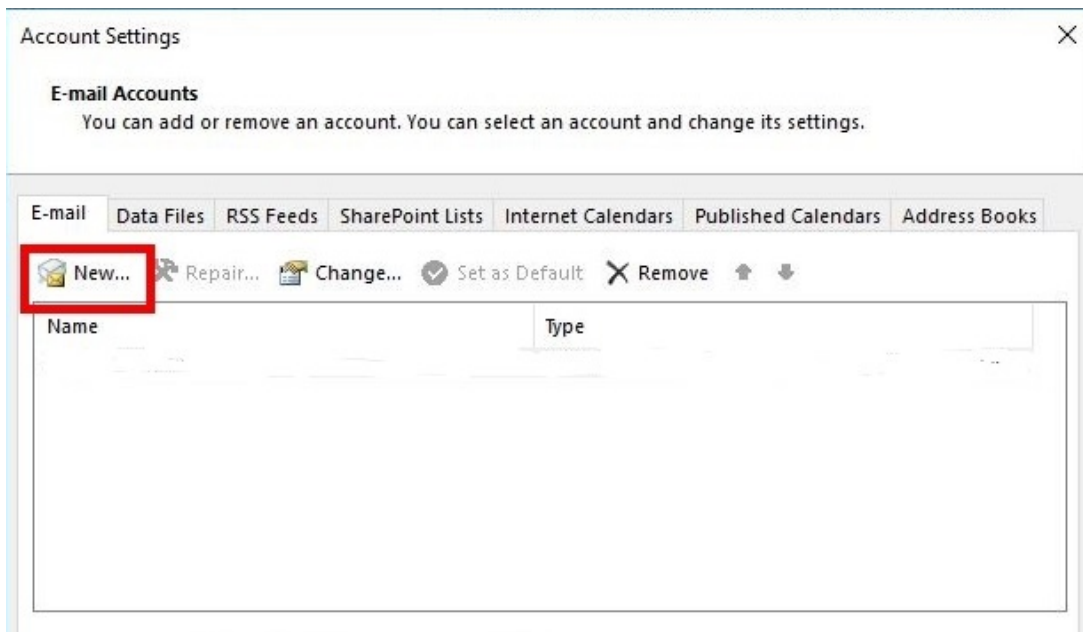 Account Settings
E-mail Accounts
You can add or remove an account. You can select an account and change its settings.
E-mail Data Files RSS Feeds SharePoint Lists Internet Calendars Published Calendars Address Books
New... Repair... Change... Set as Default Remove
Name Type